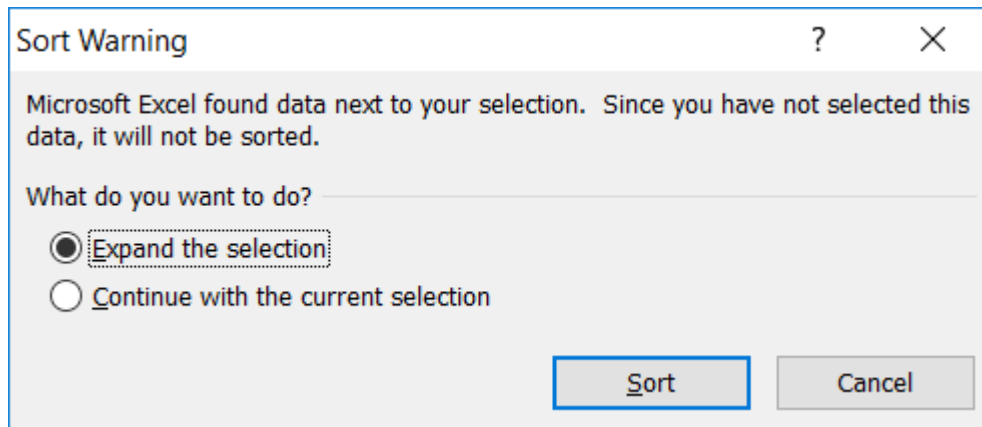 Sort Warning
?
Microsoft Excel found data next to your selection.  Since you have not selected this
data, it will not be sorted.
What do you want to do?
Expand the selection
Continue with the current selection
Sort
Cancel